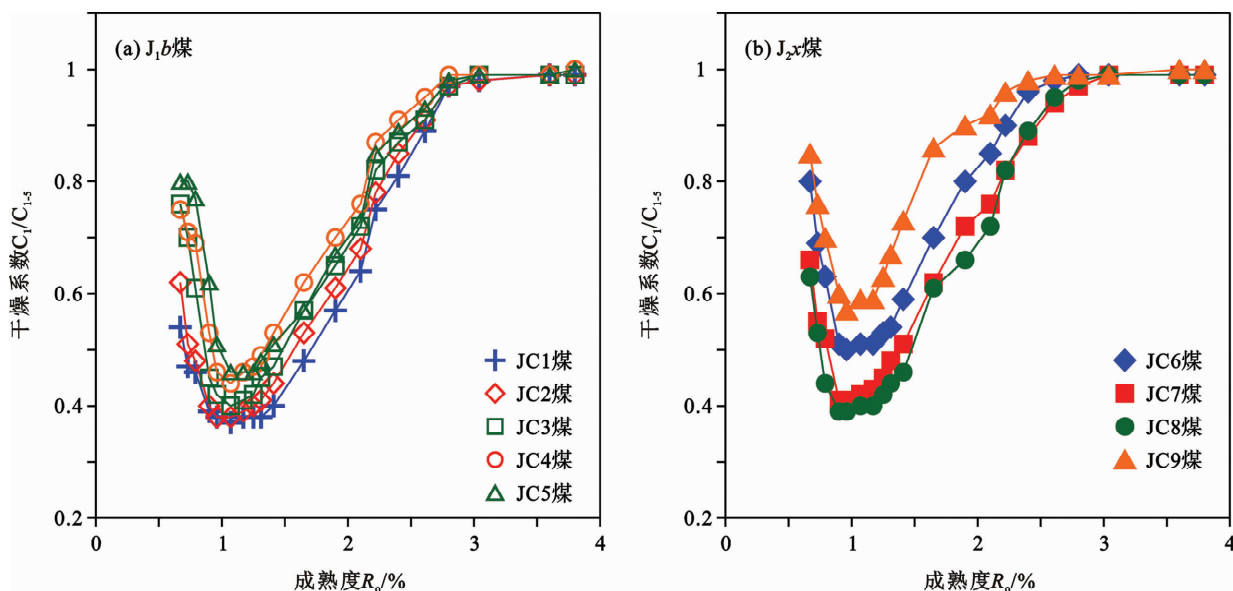 (a) J₁b煤
干燥系数C₁/C₁₋₅
1
0.8
0.6
0.4
0.2
0
1
2
3
4
成熟度Rₒ/%
JC1煤
JC2煤
JC3煤
JC4煤
JC5煤
(b) J₂x煤
干燥系数C₁/C₁₋₅
1
0.8
0.6
0.4
0.2
0
1
2
3
4
成熟度Rₒ/%
JC6煤
JC7煤
JC8煤
JC9煤